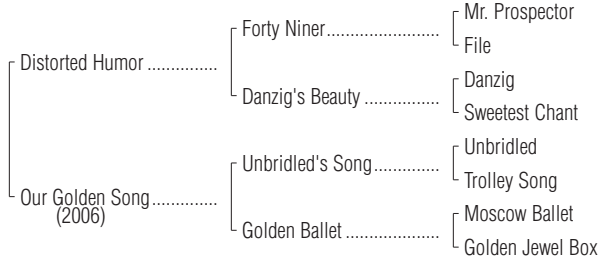 Mr. Prospector
Forty Niner......................
File
Distorted Humor ...............
Danzig
Danzig's Beauty ...............
Sweetest Chant
Unbridled
Unbridled's Song.............
Trolley Song
Our Golden Song.............
(2006)
Moscow Ballet
Golden Ballet ...................
Golden Jewel Box